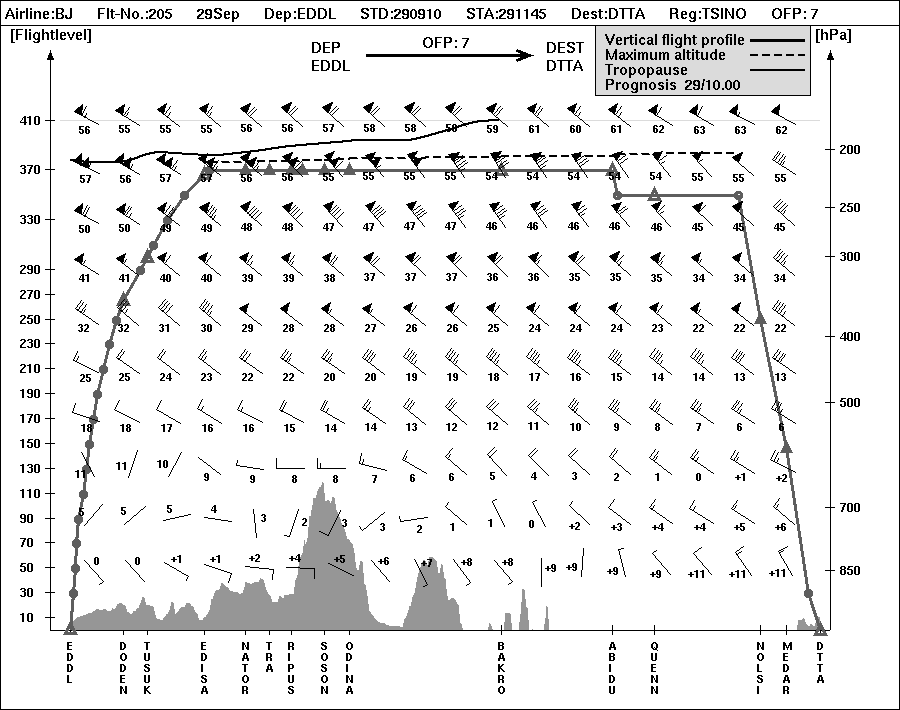 Airline:BJ Flt-No.:205 29Sep Dep:EDDL STD:290910 STA:291145 Dest:DTTA Reg:TSINO OFP:7
[Flightlevel] [hPa]
DEP OFP:7 DEST
EDDL DTTA
Vertical flight profile
Maximum altitude
Tropopause
Prognosis 29/10.00
410 56 55 55 55 56 56 57 58 58 58 59 61 60 61 62 63 63 62
200
370 57 56 57 57 56 56 55 55 55 55 54 54 54 54 54 55 55 55
250
330 50 50 49 49 48 48 47 47 47 47 46 46 46 46 46 45 45 45
300
290 41 41 40 40 39 39 38 37 37 37 36 36 35 35 35 34 34 34
270
250 32 32 31 30 29 28 28 27 26 26 25 24 24 24 23 22 22 22
400
230
210 25 25 24 23 22 22 20 20 19 19 18 17 16 15 14 14 13 13
190
500
170 18 18 17 16 16 15 14 14 13 12 12 11 10 9 8 7 6 6
150
130 11 11 10 9 9 8 8 7 6 6 5 4 3 2 1 0 +1 +2
110
700
90 5 5 5 4 3 2 3 3 2 1 1 0 +2 +3 +4 +4 +5 +6
70
50 0 0 +1 +1 +2 +4 +5 +6 +7 +8 +8 +9 +9 +9 +9 +11 +11 +11
850
30
10
EDDL DODEN TUSUK EDISA NATOR TRA RIPUS SOSON ODINA BAKRO ABIDU QUENN NOLSI MEDAR DTTA